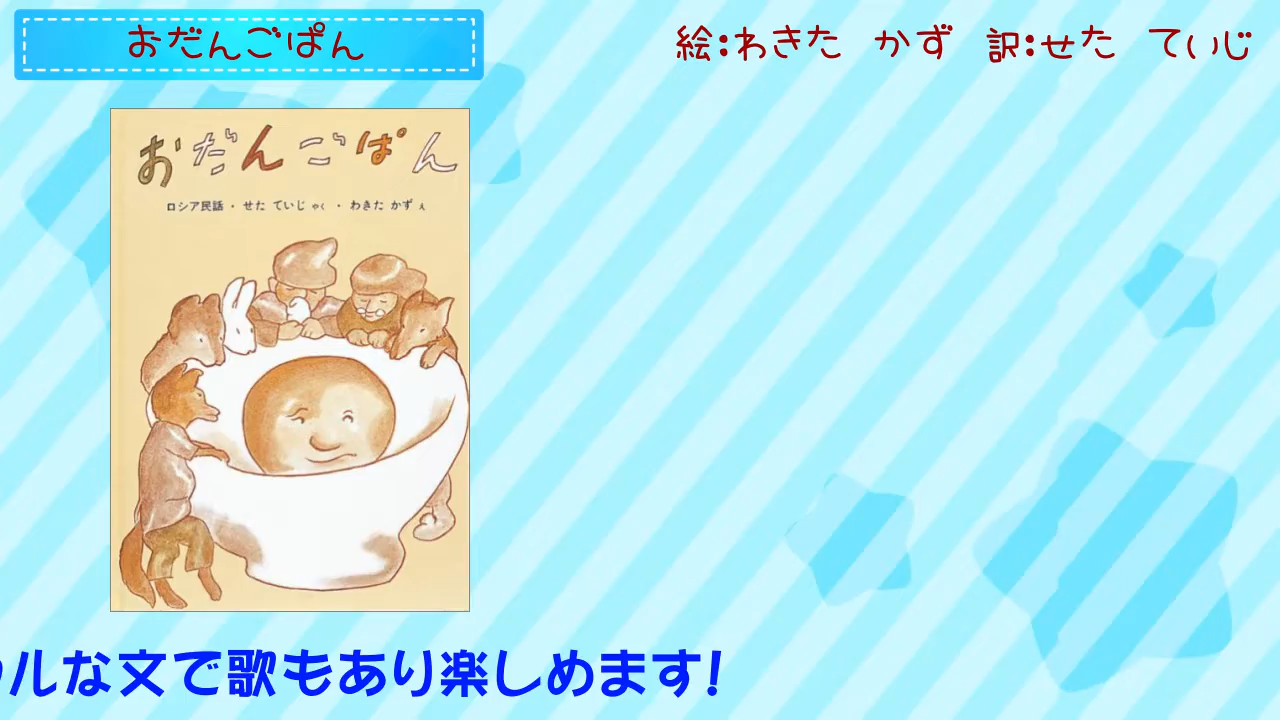 おだんごぱん
絵:わきた かず 訳:せた ていじ
おだんごぱん
ロシア民話・せた ていじ やく・わきた かず え
ルな文で歌もあり楽しめます!